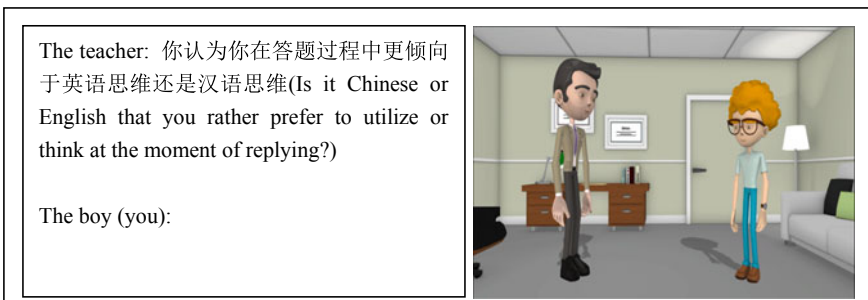 The teacher: 你认为你在答题过程中更倾向
于英语思维还是汉语思维(Is it Chinese or
English that you rather prefer to utilize or
think at the moment of replying?)
The boy (you):